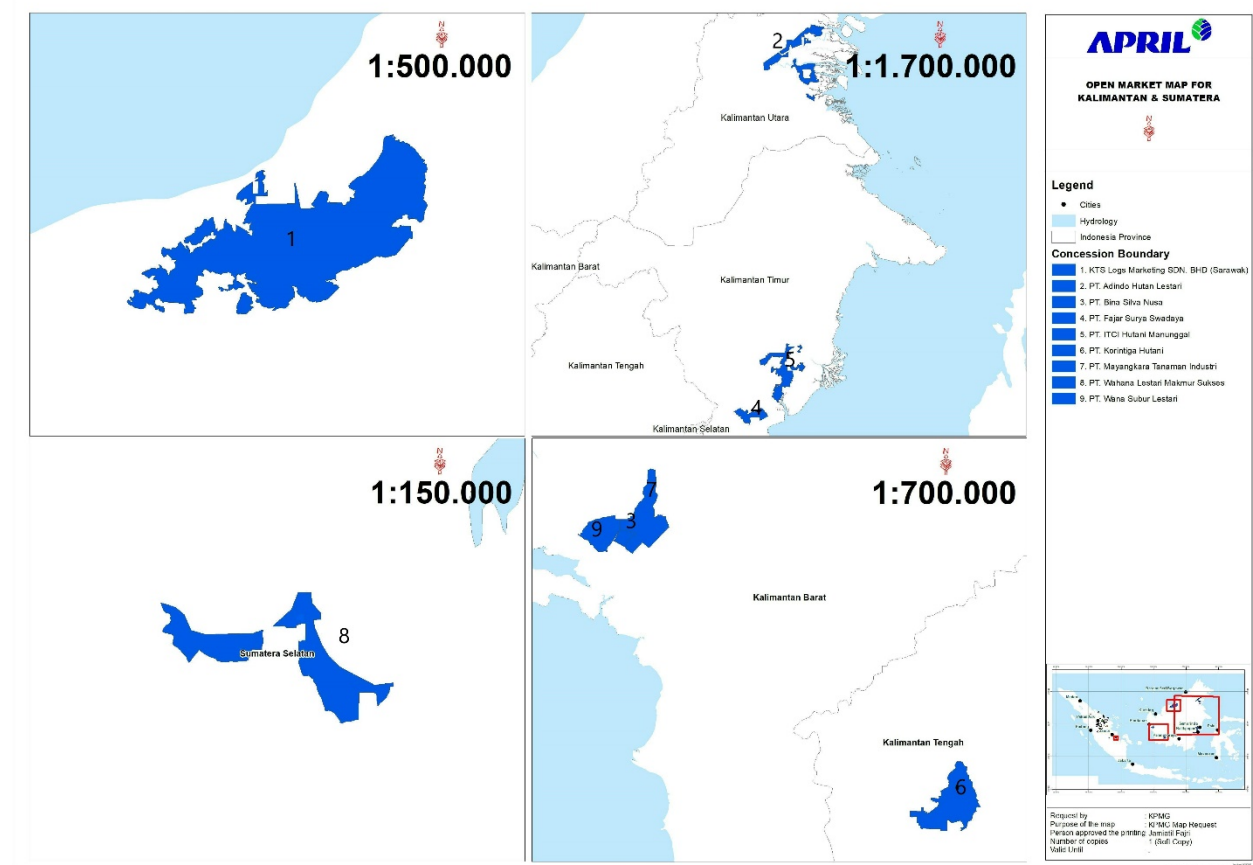 1:500.000
1
2
1:1.700.000
Kalimantan Utara
Kalimantan Barat
Kalimantan Timur
Kalimantan Tengah
5
4
Kalimantan Selatan
1:150.000
8
Sumatera Selatan
1:700.000
7
3
9
Kalimantan Barat
Kalimantan Tengah
6
APRIL
OPEN MARKET MAP FOR
KALIMANTAN & SUMATERA
Legend
Cities
Hydrology
Indonesia Province
Concession Boundary
1. KTS Logs Marketing SDN. BHD (Sarawak)
2. PT. Adindo Hutan Lestari
3. PT. Bina Silva Nusa
4. PT. Fajar Surya Swadaya
5. PT. ITCI Hutani Manunggal
6. PT. Korintiga Hutani
7. PT. Mayangkara Tanaman Industri
8. PT. Wahana Lestari Makmur Sukses
9. PT. Wana Subur Lestari
Request by : KPMG
Purpose of the map : KPMG Map Request
Person approved the printing : Jamiatil Fajri
Number of copies : 1 (Soft Copy)
Valid Until